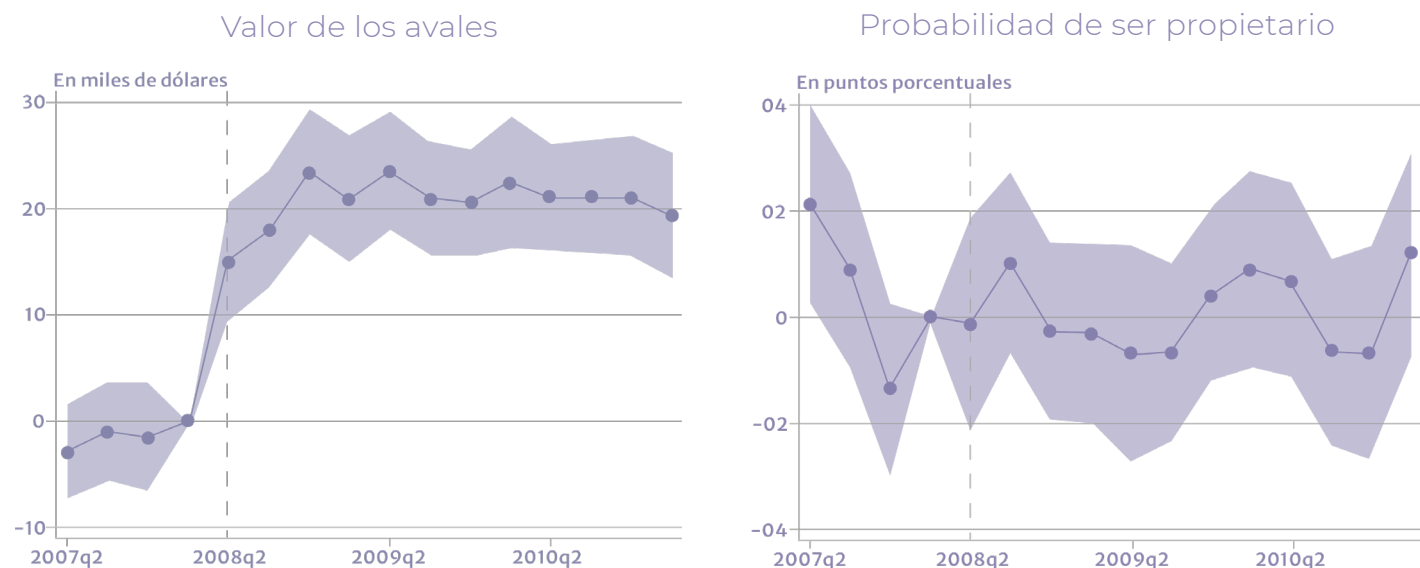 Valor de los avales
En miles de dólares
30
20
10
0
-10
2007q2 2008q2 2009q2 2010q2
Probabilidad de ser propietario
En puntos porcentuales
04
02
0
-02
-04
2007q2 2008q2 2009q2 2010q2